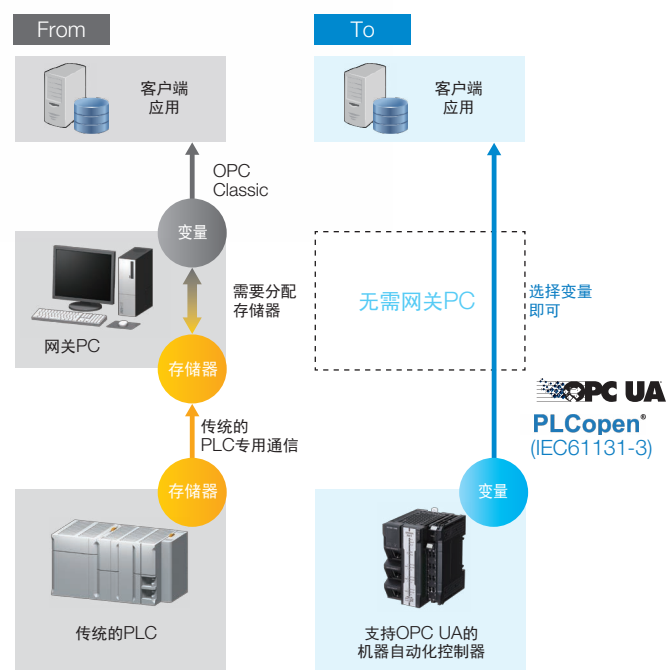 From
客户端
应用
OPC
Classic
变量
需要分配
存储器
网关PC
存储器
传统的
PLC专用通信
存储器
传统的PLC
To
客户端
应用
无需网关PC
选择变量
即可
OPC UA
PLCopen®
(IEC61131-3)
变量
支持OPC UA的
机器自动化控制器